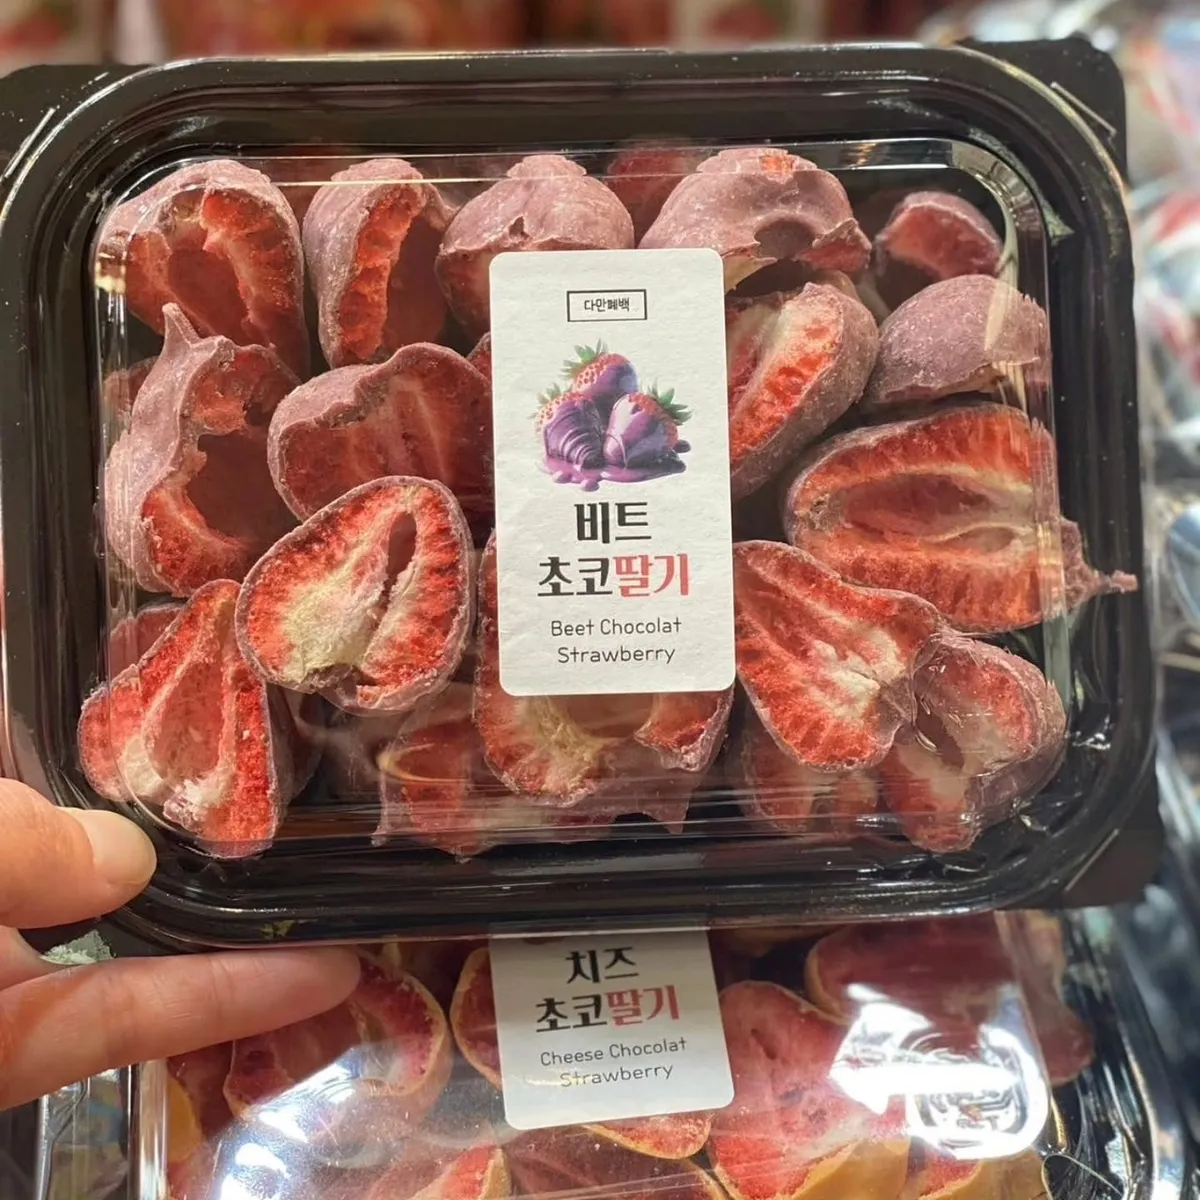 다만폐백
비트
초코딸기
Beet Chocolat
Strawberry
치즈
초코딸기
Cheese Chocolat
Strawberry